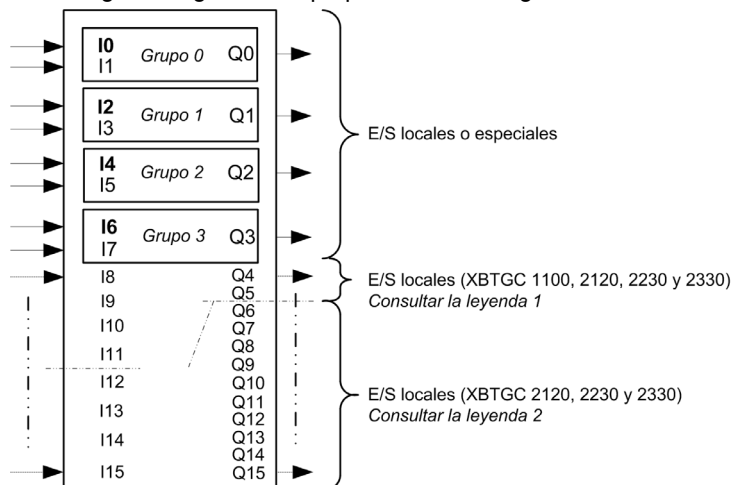 I0 Grupo 0 Q0
I1
I2 Grupo 1 Q1
I3
I4 Grupo 2 Q2
I5
I6 Grupo 3 Q3
I7
E/S locales o especiales
I8 Q4
I9 Q5
Q6
I10 Q7
I11 Q8
Q9
I12 Q10
I13 Q11
Q12
I14 Q13
Q14
I15 Q15
E/S locales (XBTGC 1100, 2120, 2230 y 2330)
Consultar la leyenda 1
E/S locales (XBTGC 2120, 2230 y 2330)
Consultar la leyenda 2